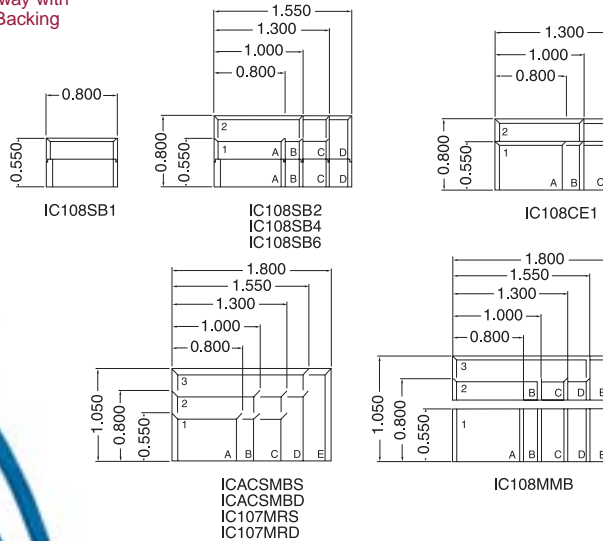 way with
Backing
0.800
0.550
IC108SB1
1.550
1.300
1.000
0.800
0.800
0.550
2
1
A B C D
A B C D
IC108SB2
IC108SB4
IC108SB6
1.300
1.000
0.800
0.800
0.550
2
1
A B C
IC108CE1
1.800
1.550
1.300
1.000
0.800
1.050
0.800
0.550
3
2
1
A B C D E
ICACSMBS
ICACSMBD
IC107MRS
IC107MRD
1.800
1.550
1.300
1.000
0.800
1.050
0.800
0.550
3
2
B C D E
1
A B C D E
IC108MMB